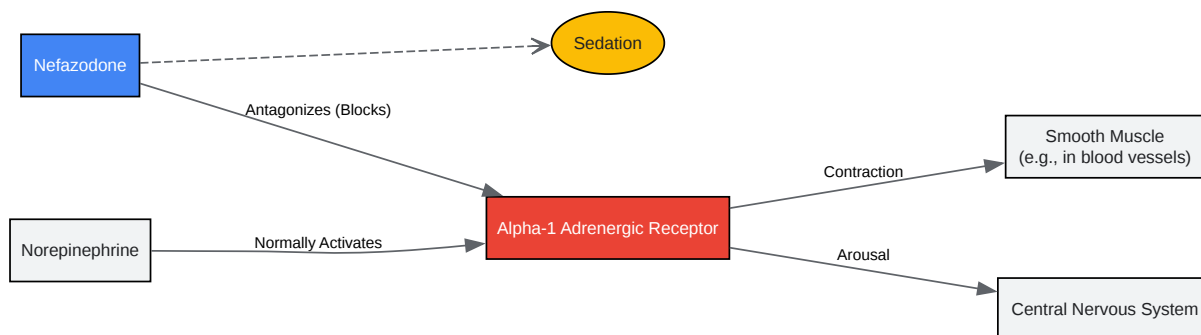 Sedation
Nefazodone
Antagonizes (Blocks)
Smooth Muscle
(e.g., in blood vessels)
Contraction
Alpha-1 Adrenergic Receptor
Norepinephrine
Normally Activates
Arousal
Central Nervous System